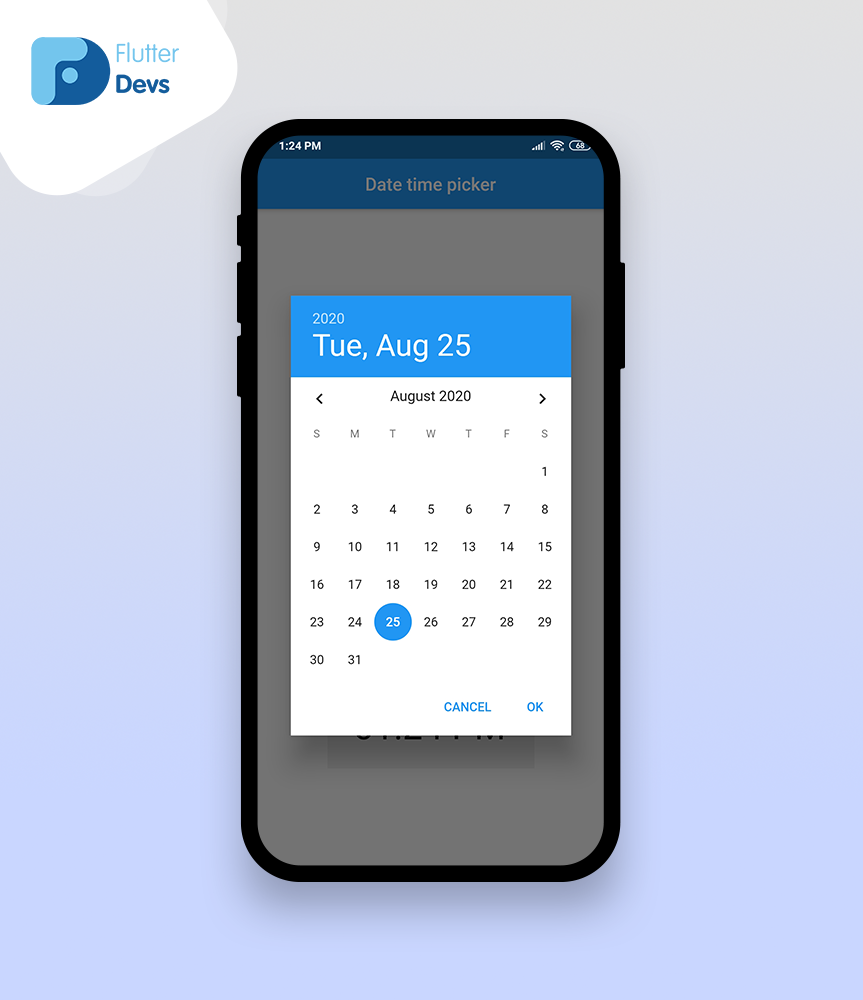 Flutter
Devs
1:24 PM
68
Date time picker
2020
Tue, Aug 25
August 2020
S M T W T F S
1
2 3 4 5 6 7 8
9 10 11 12 13 14 15
16 17 18 19 20 21 22
23 24 25 26 27 28 29
30 31
CANCEL OK